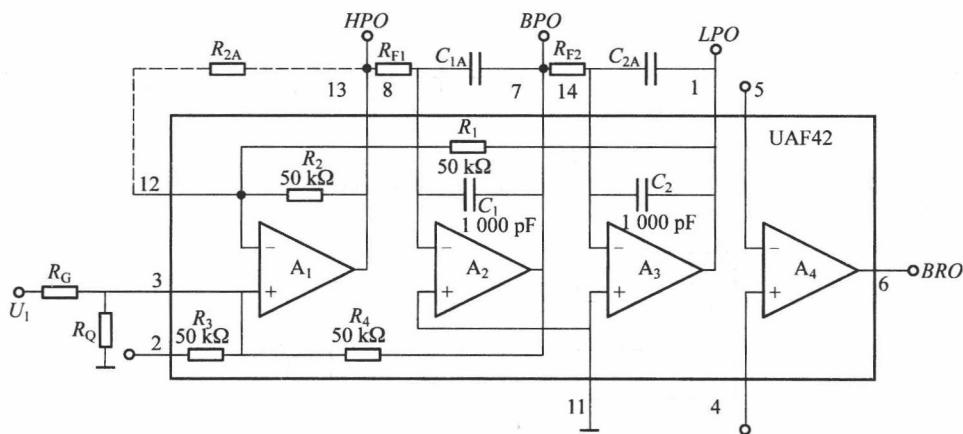 HPO
BPO
LPO
R2A
RF1
C1A
RF2
C2A
13
8
7
14
1
5
R1
50 kΩ
UAF42
12
R2
50 kΩ
C1
1 000 pF
C2
1 000 pF
A1
A2
A3
A4
6
BRO
3
RG
U1
RQ
2
R3
50 kΩ
R4
50 kΩ
11
4
−
+
−
+
−
+
−
+